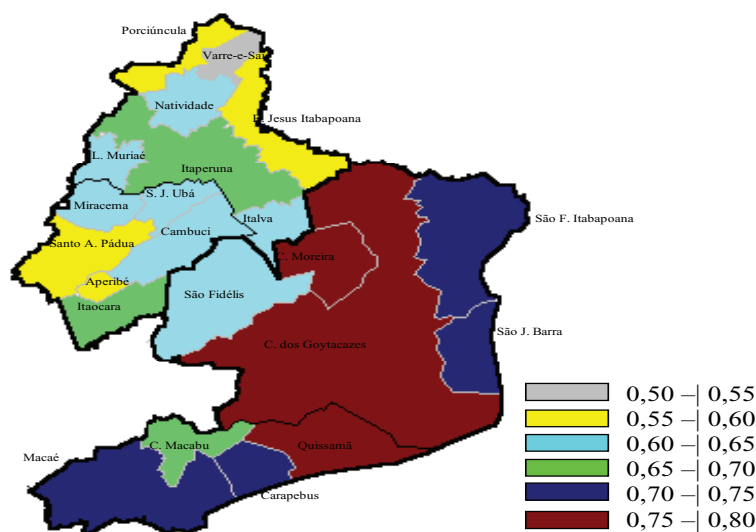 Porciúncula
Varre-e-Sai
Natividade
B. Jesus Itabapoana
L. Muriaé
Itaperuna
S. J. Ubá
Miracema
Italva
São F. Itabapoana
Cambuci
Santo A. Pádua
C. Moreira
Aperibé
São Fidélis
Itaocara
São J. Barra
C. dos Goytacazes
0,50 –| 0,55
0,55 –| 0,60
0,60 –| 0,65
C. Macabu
Quissamã
Macaé
0,65 –| 0,70
0,70 –| 0,75
Carapebus
0,75 –| 0,80